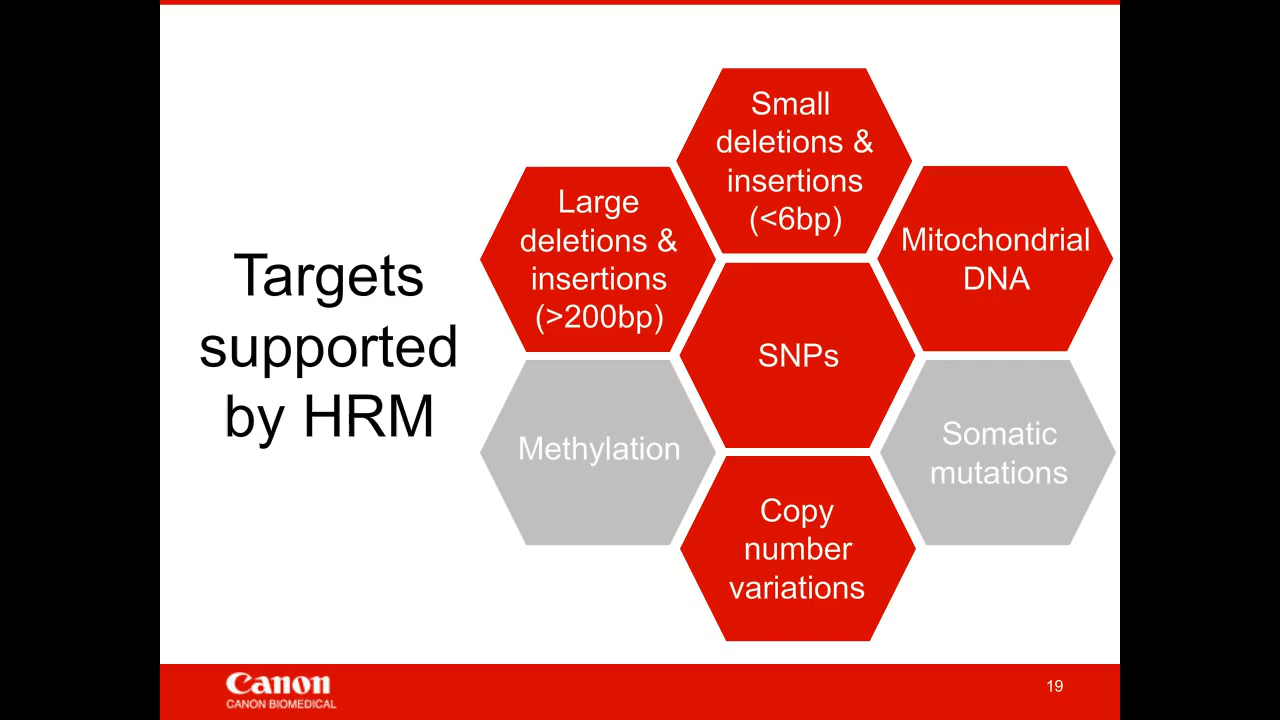 Targets
supported
by HRM
Small
deletions &
insertions
(<6bp)
Large
deletions &
insertions
(>200bp)
Mitochondrial
DNA
SNPs
Methylation
Somatic
mutations
Copy
number
variations
Canon
CANON BIOMEDICAL
19